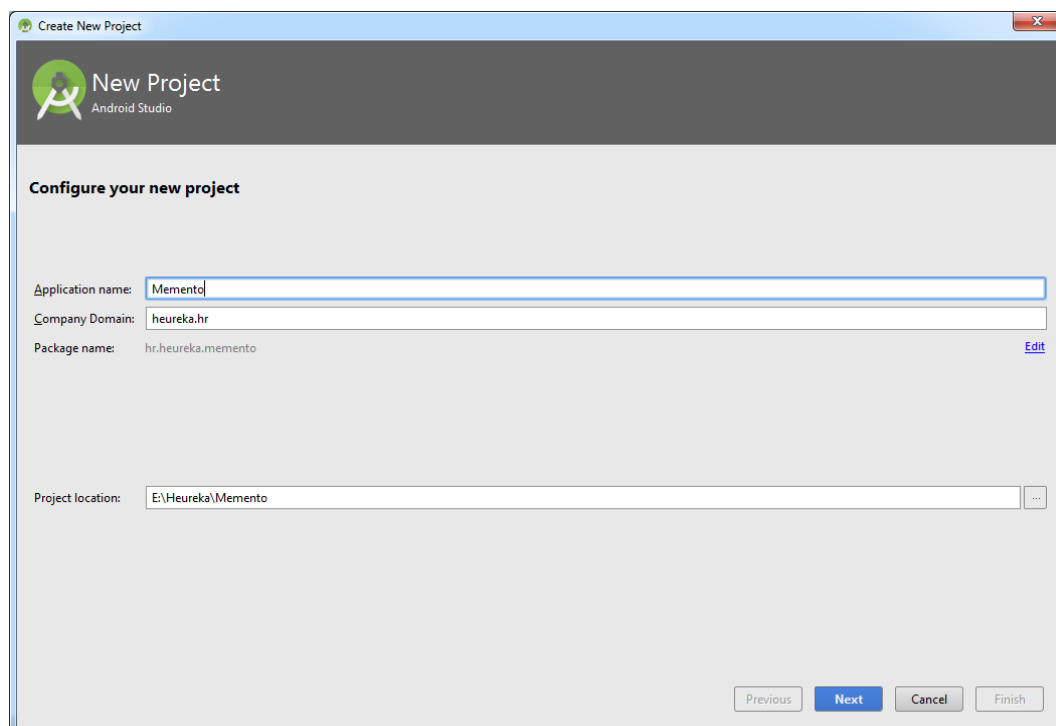 Create New Project
New Project
Android Studio
Configure your new project
Application name: Memento
Company Domain: heureka.hr
Package name: hr.heureka.memento Edit
Project location: E:\Heureka\Memento ...
Previous Next Cancel Finish